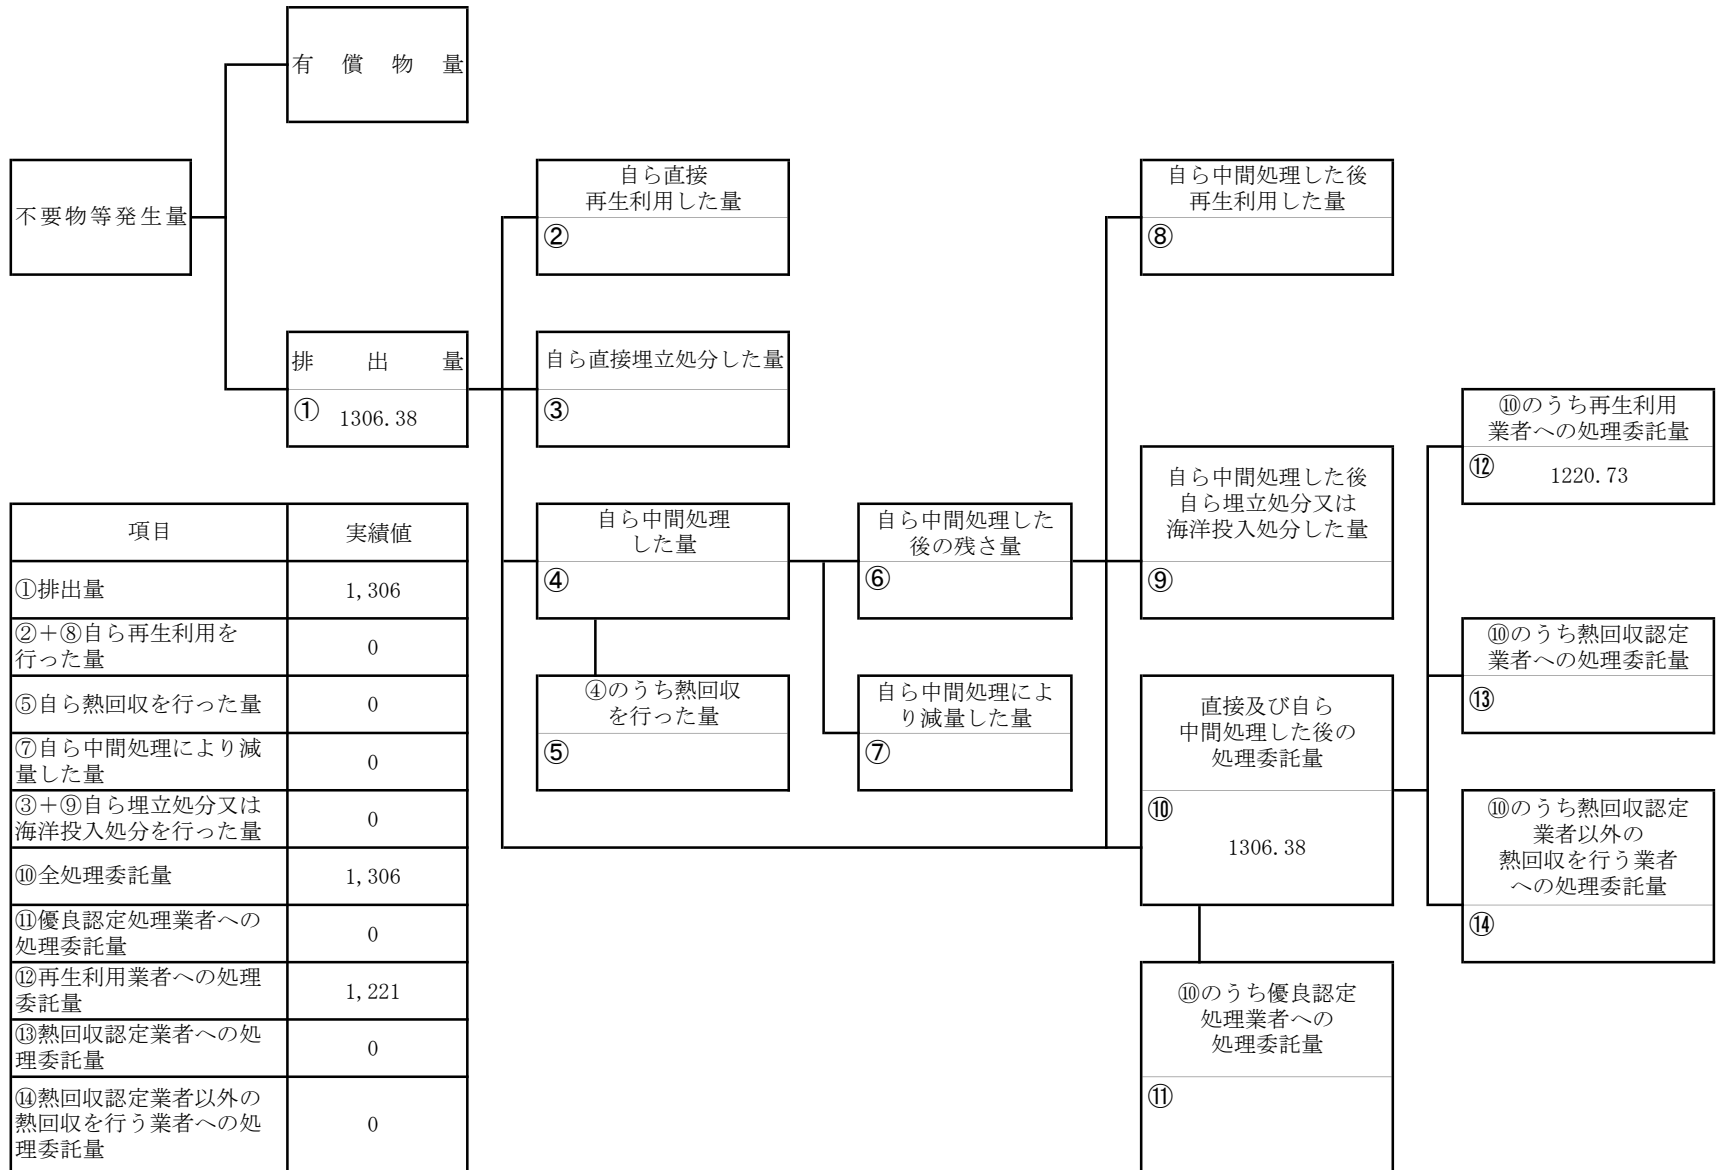 有償物量
不要物等発生量
排出量
① 1306.38
自ら直接
再生利用した量
②
自ら直接埋立処分した量
③
自ら中間処理
した量
④
④のうち熱回収
を行った量
⑤
自ら中間処理した
後の残さ量
⑥
自ら中間処理によ
り減量した量
⑦
自ら中間処理した後
再生利用した量
⑧
自ら中間処理した後
自ら埋立処分又は
海洋投入処分した量
⑨
直接及び自ら
中間処理した後の
処理委託量
⑩
1306.38
⑩のうち優良認定
処理業者への
処理委託量
⑪
⑩のうち再生利用
業者への処理委託量
⑫ 1220.73
⑩のうち熱回収認定
業者への処理委託量
⑬
⑩のうち熱回収認定
業者以外の
熱回収を行う業者
への処理委託量
⑭
項目 実績値
①排出量 1,306
②+⑧自ら再生利用を
行った量 0
⑤自ら熱回収を行った量 0
⑦自ら中間処理により減
量した量 0
③+⑨自ら埋立処分又は
海洋投入処分を行った量 0
⑩全処理委託量 1,306
⑪優良認定処理業者への
処理委託量 0
⑫再生利用業者への処理
委託量 1,221
⑬熱回収認定業者への処
理委託量 0
⑭熱回収認定業者以外の
熱回収を行う業者への処 0
理委託量